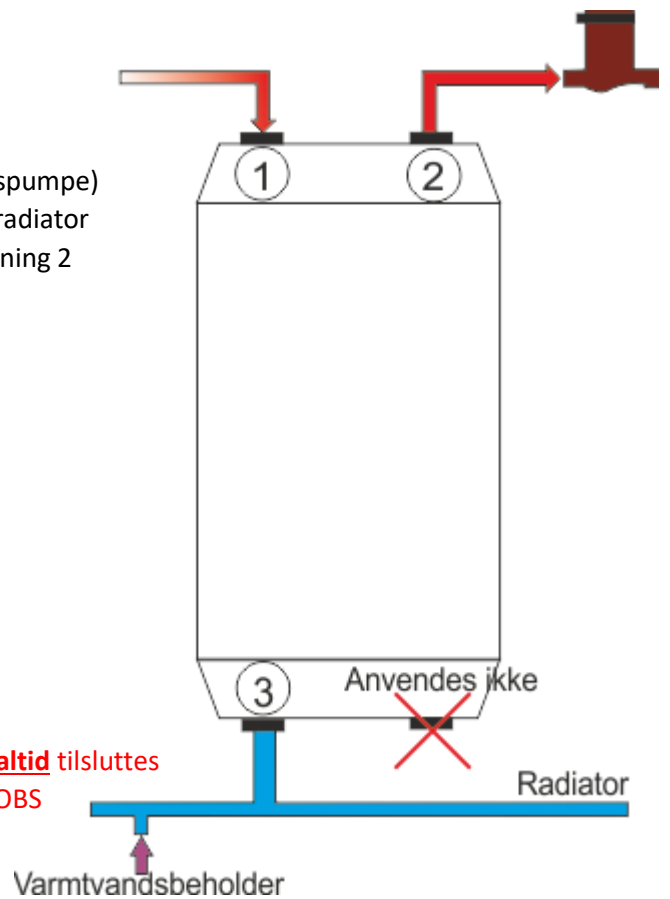 1
2
spumpe)
radiator
ning 2
3
Anvendes ikke
altid tilsluttes
OBS
Radiator
Varmtvandsbeholder